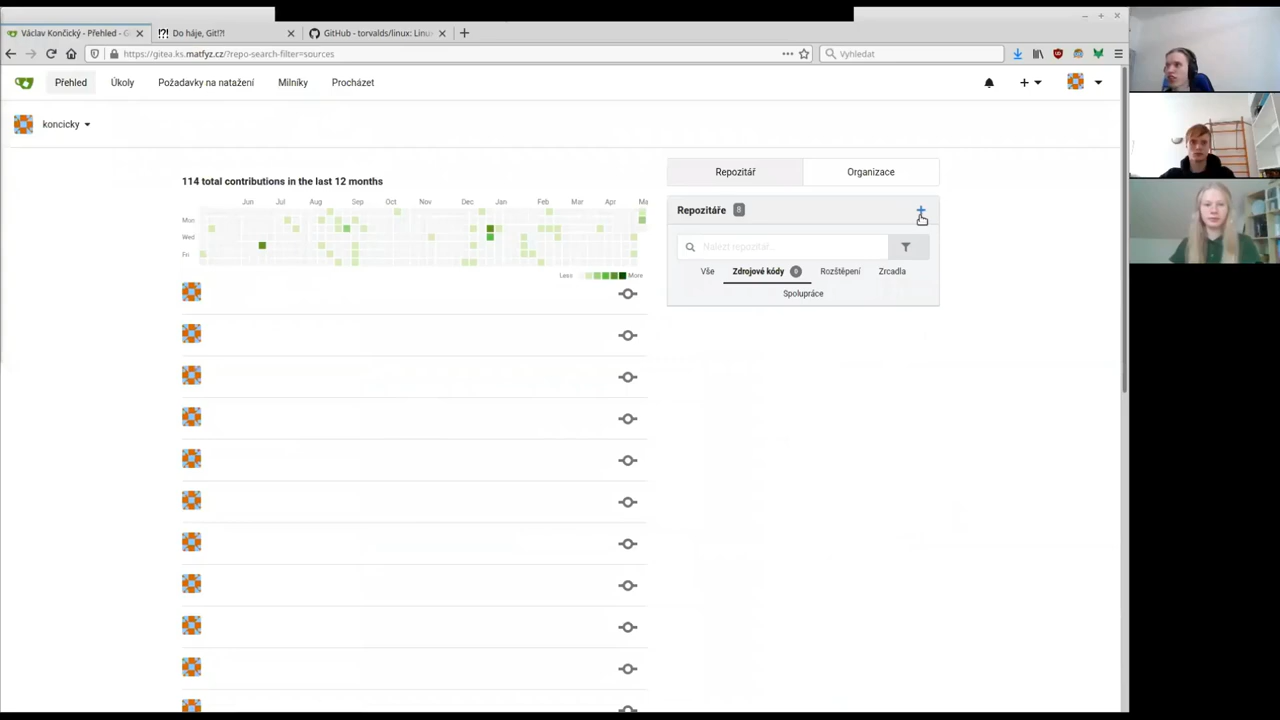 Václav Končický - Přehled - G
Do háje, Git!?!
GitHub - torvalds/linux: Linu
https://gitea.ks.matfyz.cz/?repo-search-filter=sources
Vyhledat
Přehled
Úkoly
Požadavky na natažení
Milníky
Procházet
koncicky
114 total contributions in the last 12 months
Jun Jul Aug Sep Oct Nov Dec Jan Feb Mar Apr Ma
Mon
Wed
Fri
Less
More
Repozitář
Organizace
Repozitáře 8
Nalézt repozitář...
Vše
Zdrojové kódy 0
Rozštěpení
Zrcadla
Spolupráce